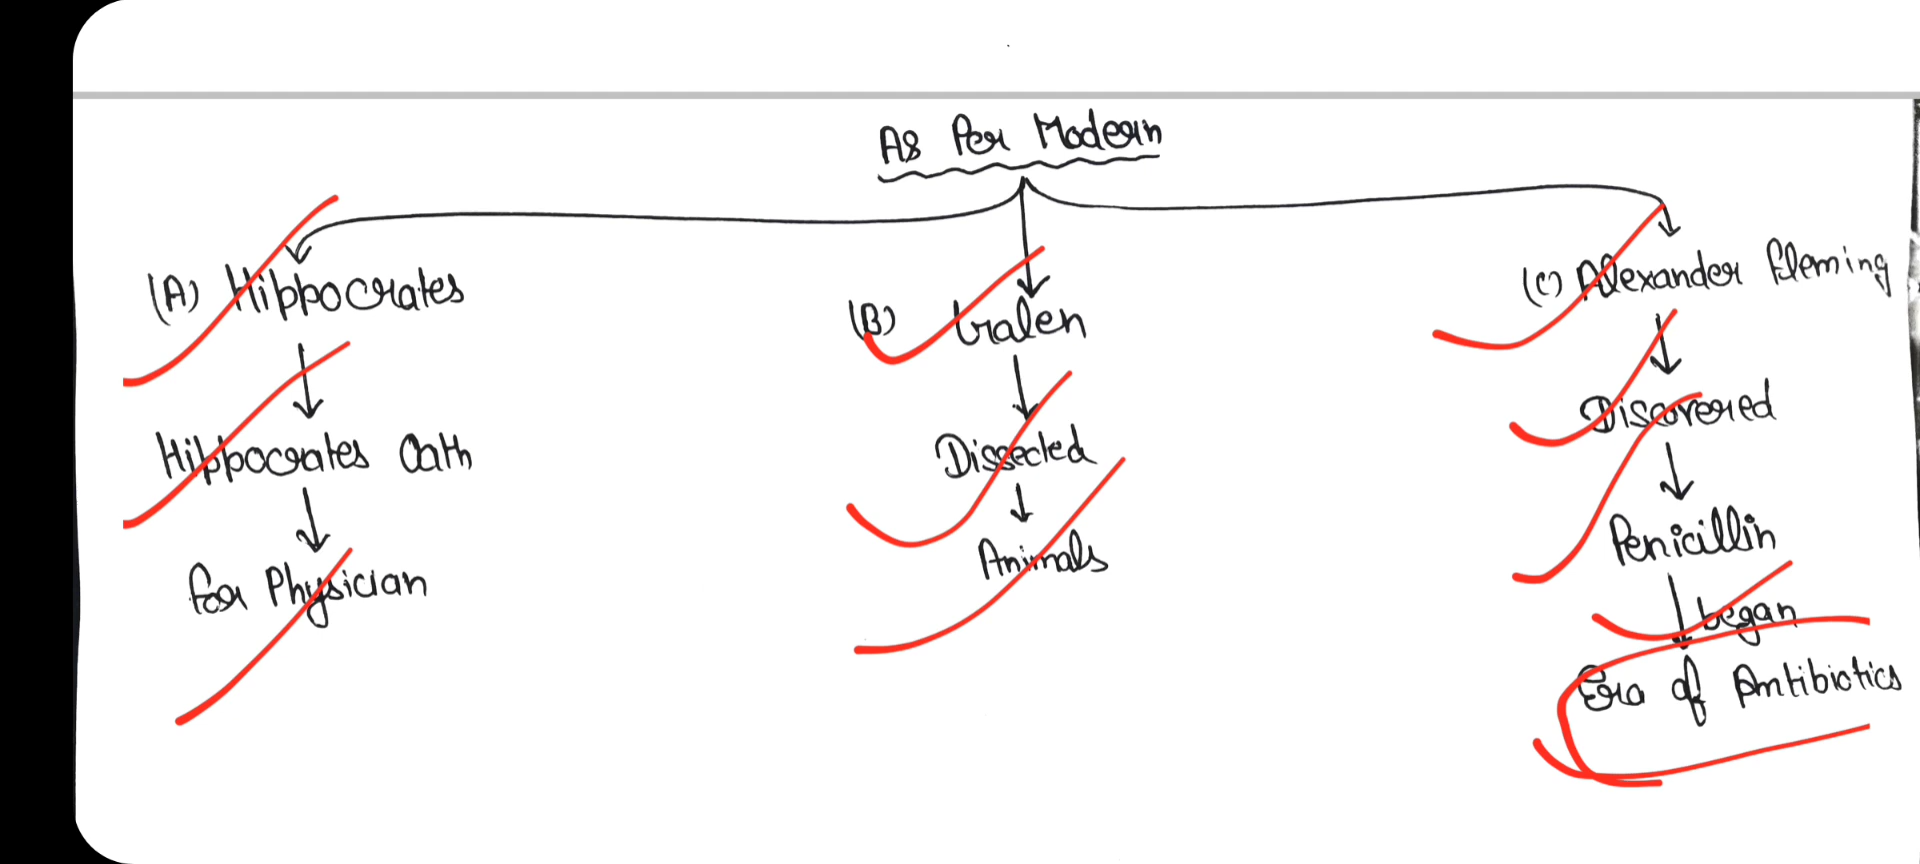 As Per Modern
(A) Hippocrates
Hippocrates Oath
for Physician
(B) Galen
Dissected
Animals
(C) Alexander fleming
Discovered
Penicillin
began
Era of Antibiotics